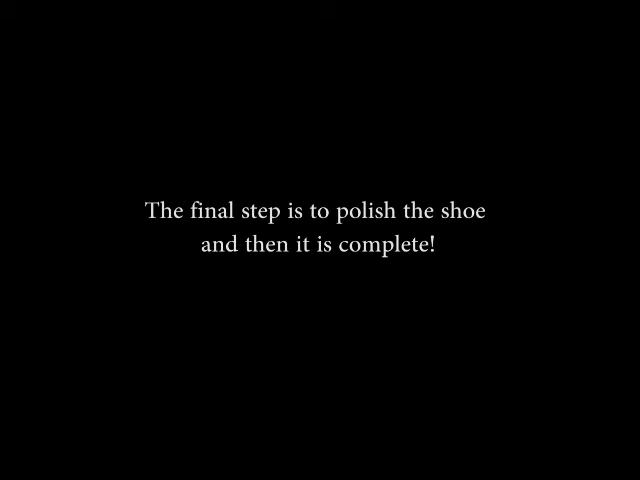 The final step is to polish the shoe
and then it is complete!